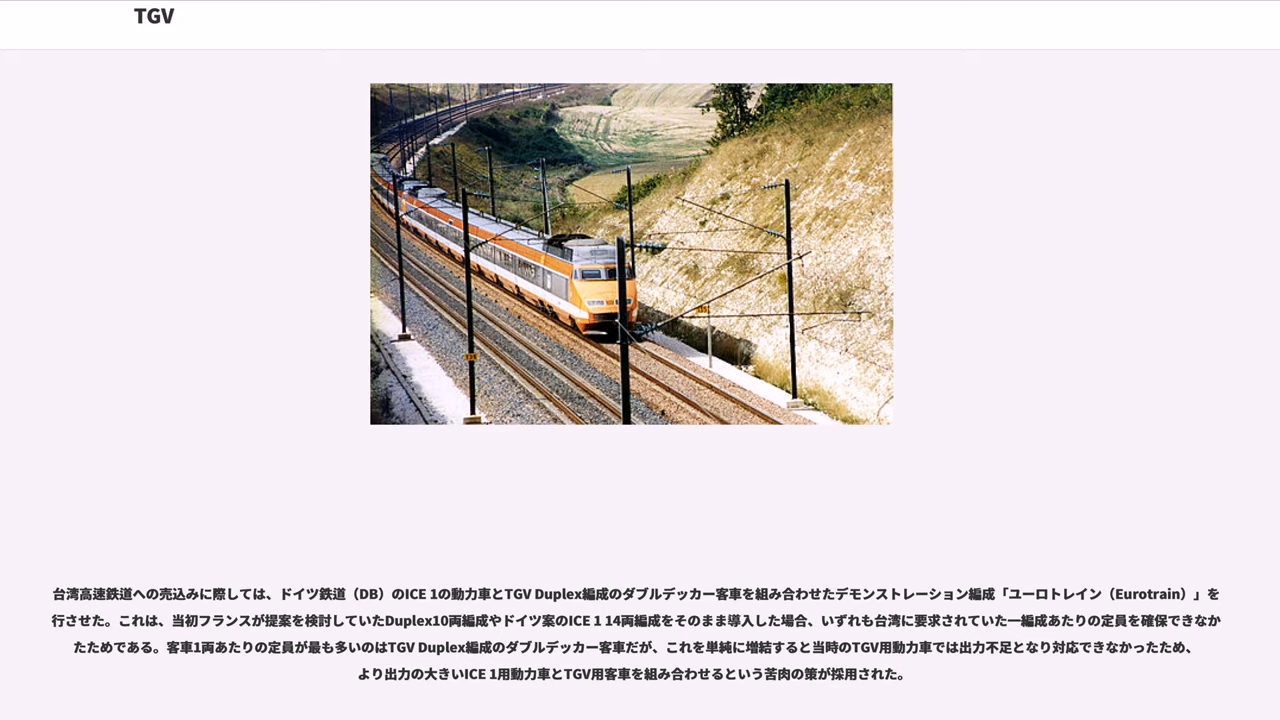 TGV
台湾高速鉄道への売込みに際しては、ドイツ鉄道（DB）のICE 1の動力車とTGV Duplex編成のダブルデッカー客車を組み合わせたデモンストレーション編成「ユーロトレイン（Eurotrain）」を
行させた。これは、当初フランスが提案を検討していたDuplex10両編成やドイツ案のICE 1 14両編成をそのまま導入した場合、いずれも台湾に要求されていた一編成あたりの定員を確保できなか
たためである。客車1両あたりの定員が最も多いのはTGV Duplex編成のダブルデッカー客車だが、これを単純に増結すると当時のTGV用動力車では出力不足となり対応できなかったため、
より出力の大きいICE 1用動力車とTGV用客車を組み合わせるという苦肉の策が採用された。